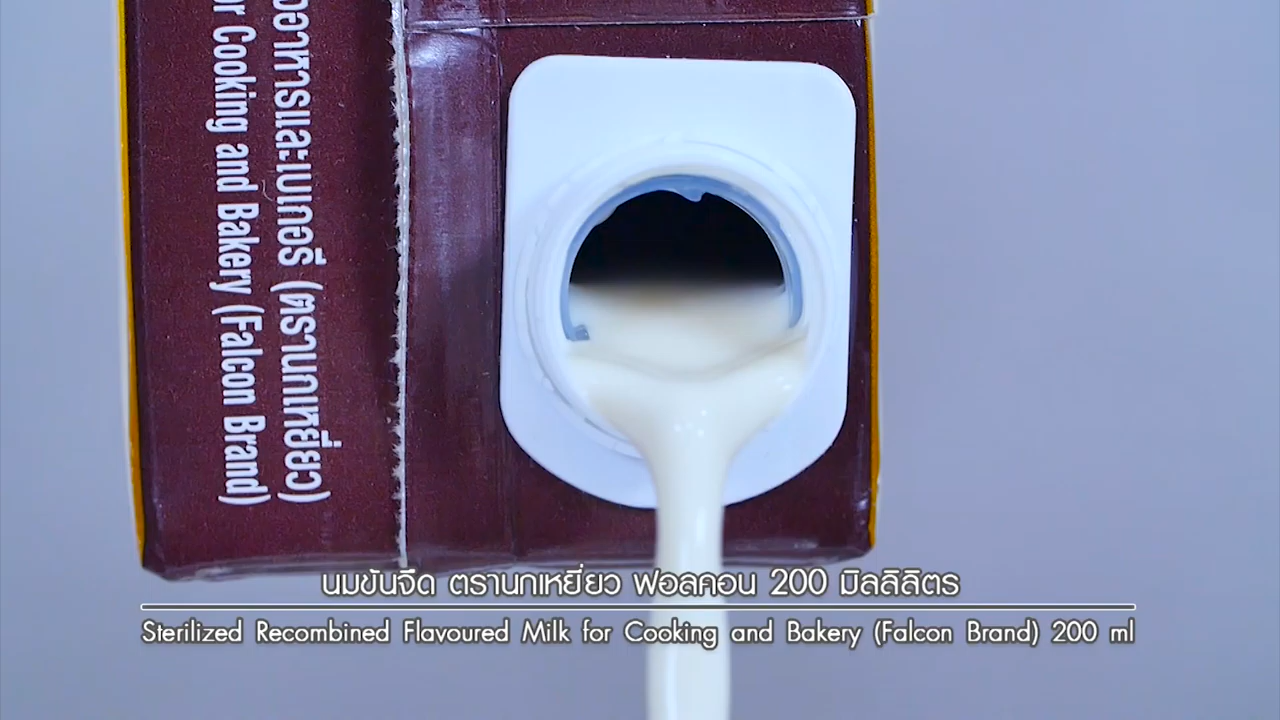 วอาหารและเบเกอรี (ตรานกเหยี่ยว)
or Cooking and Bakery (Falcon Brand)
นมข้นจืด ตรานกเหยี่ยว ฟอลคอน 200 มิลลิลิตร
Sterilized Recombined Flavoured Milk for Cooking and Bakery (Falcon Brand) 200 ml